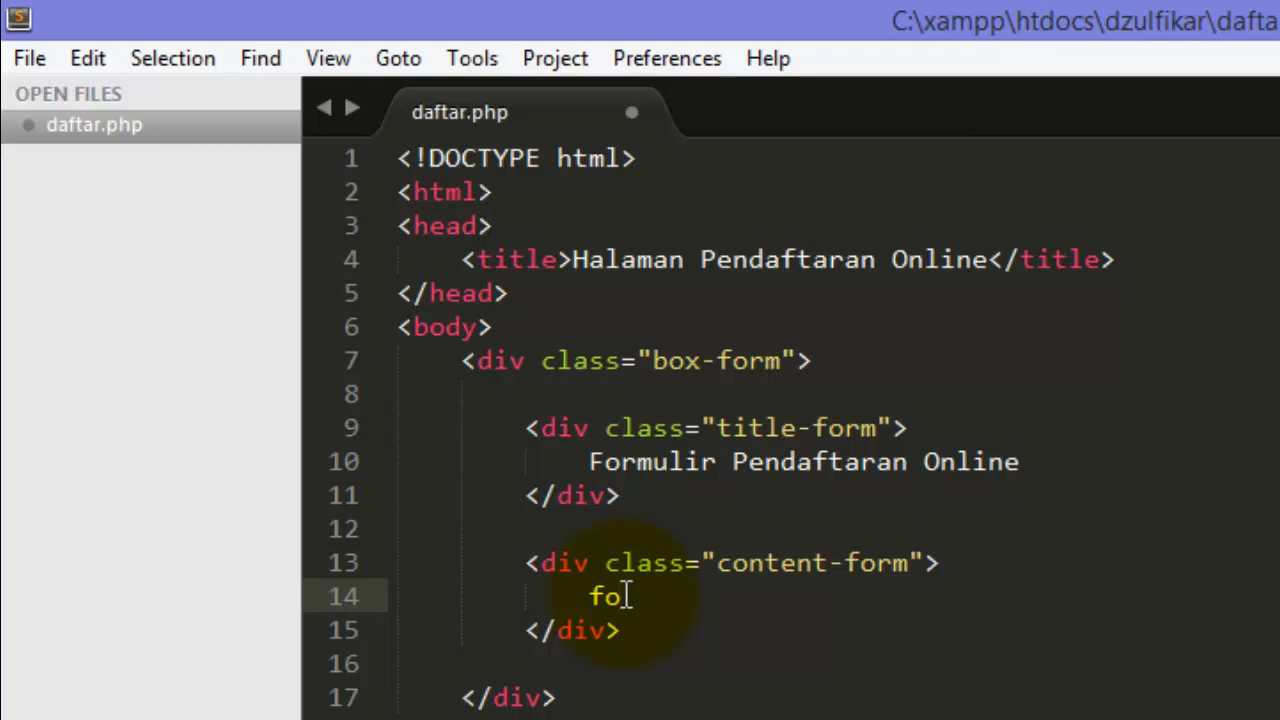 C:\xampp\htdocs\dzulfikar\dafta
File Edit Selection Find View Goto Tools Project Preferences Help
OPEN FILES
daftar.php
daftar.php
1 <!DOCTYPE html>
2 <html>
3 <head>
4 <title>Halaman Pendaftaran Online</title>
5 </head>
6 <body>
7 <div class="box-form">
8
9 <div class="title-form">
10 Formulir Pendaftaran Online
11 </div>
12
13 <div class="content-form">
14 fo
15 </div>
16
17 </div>